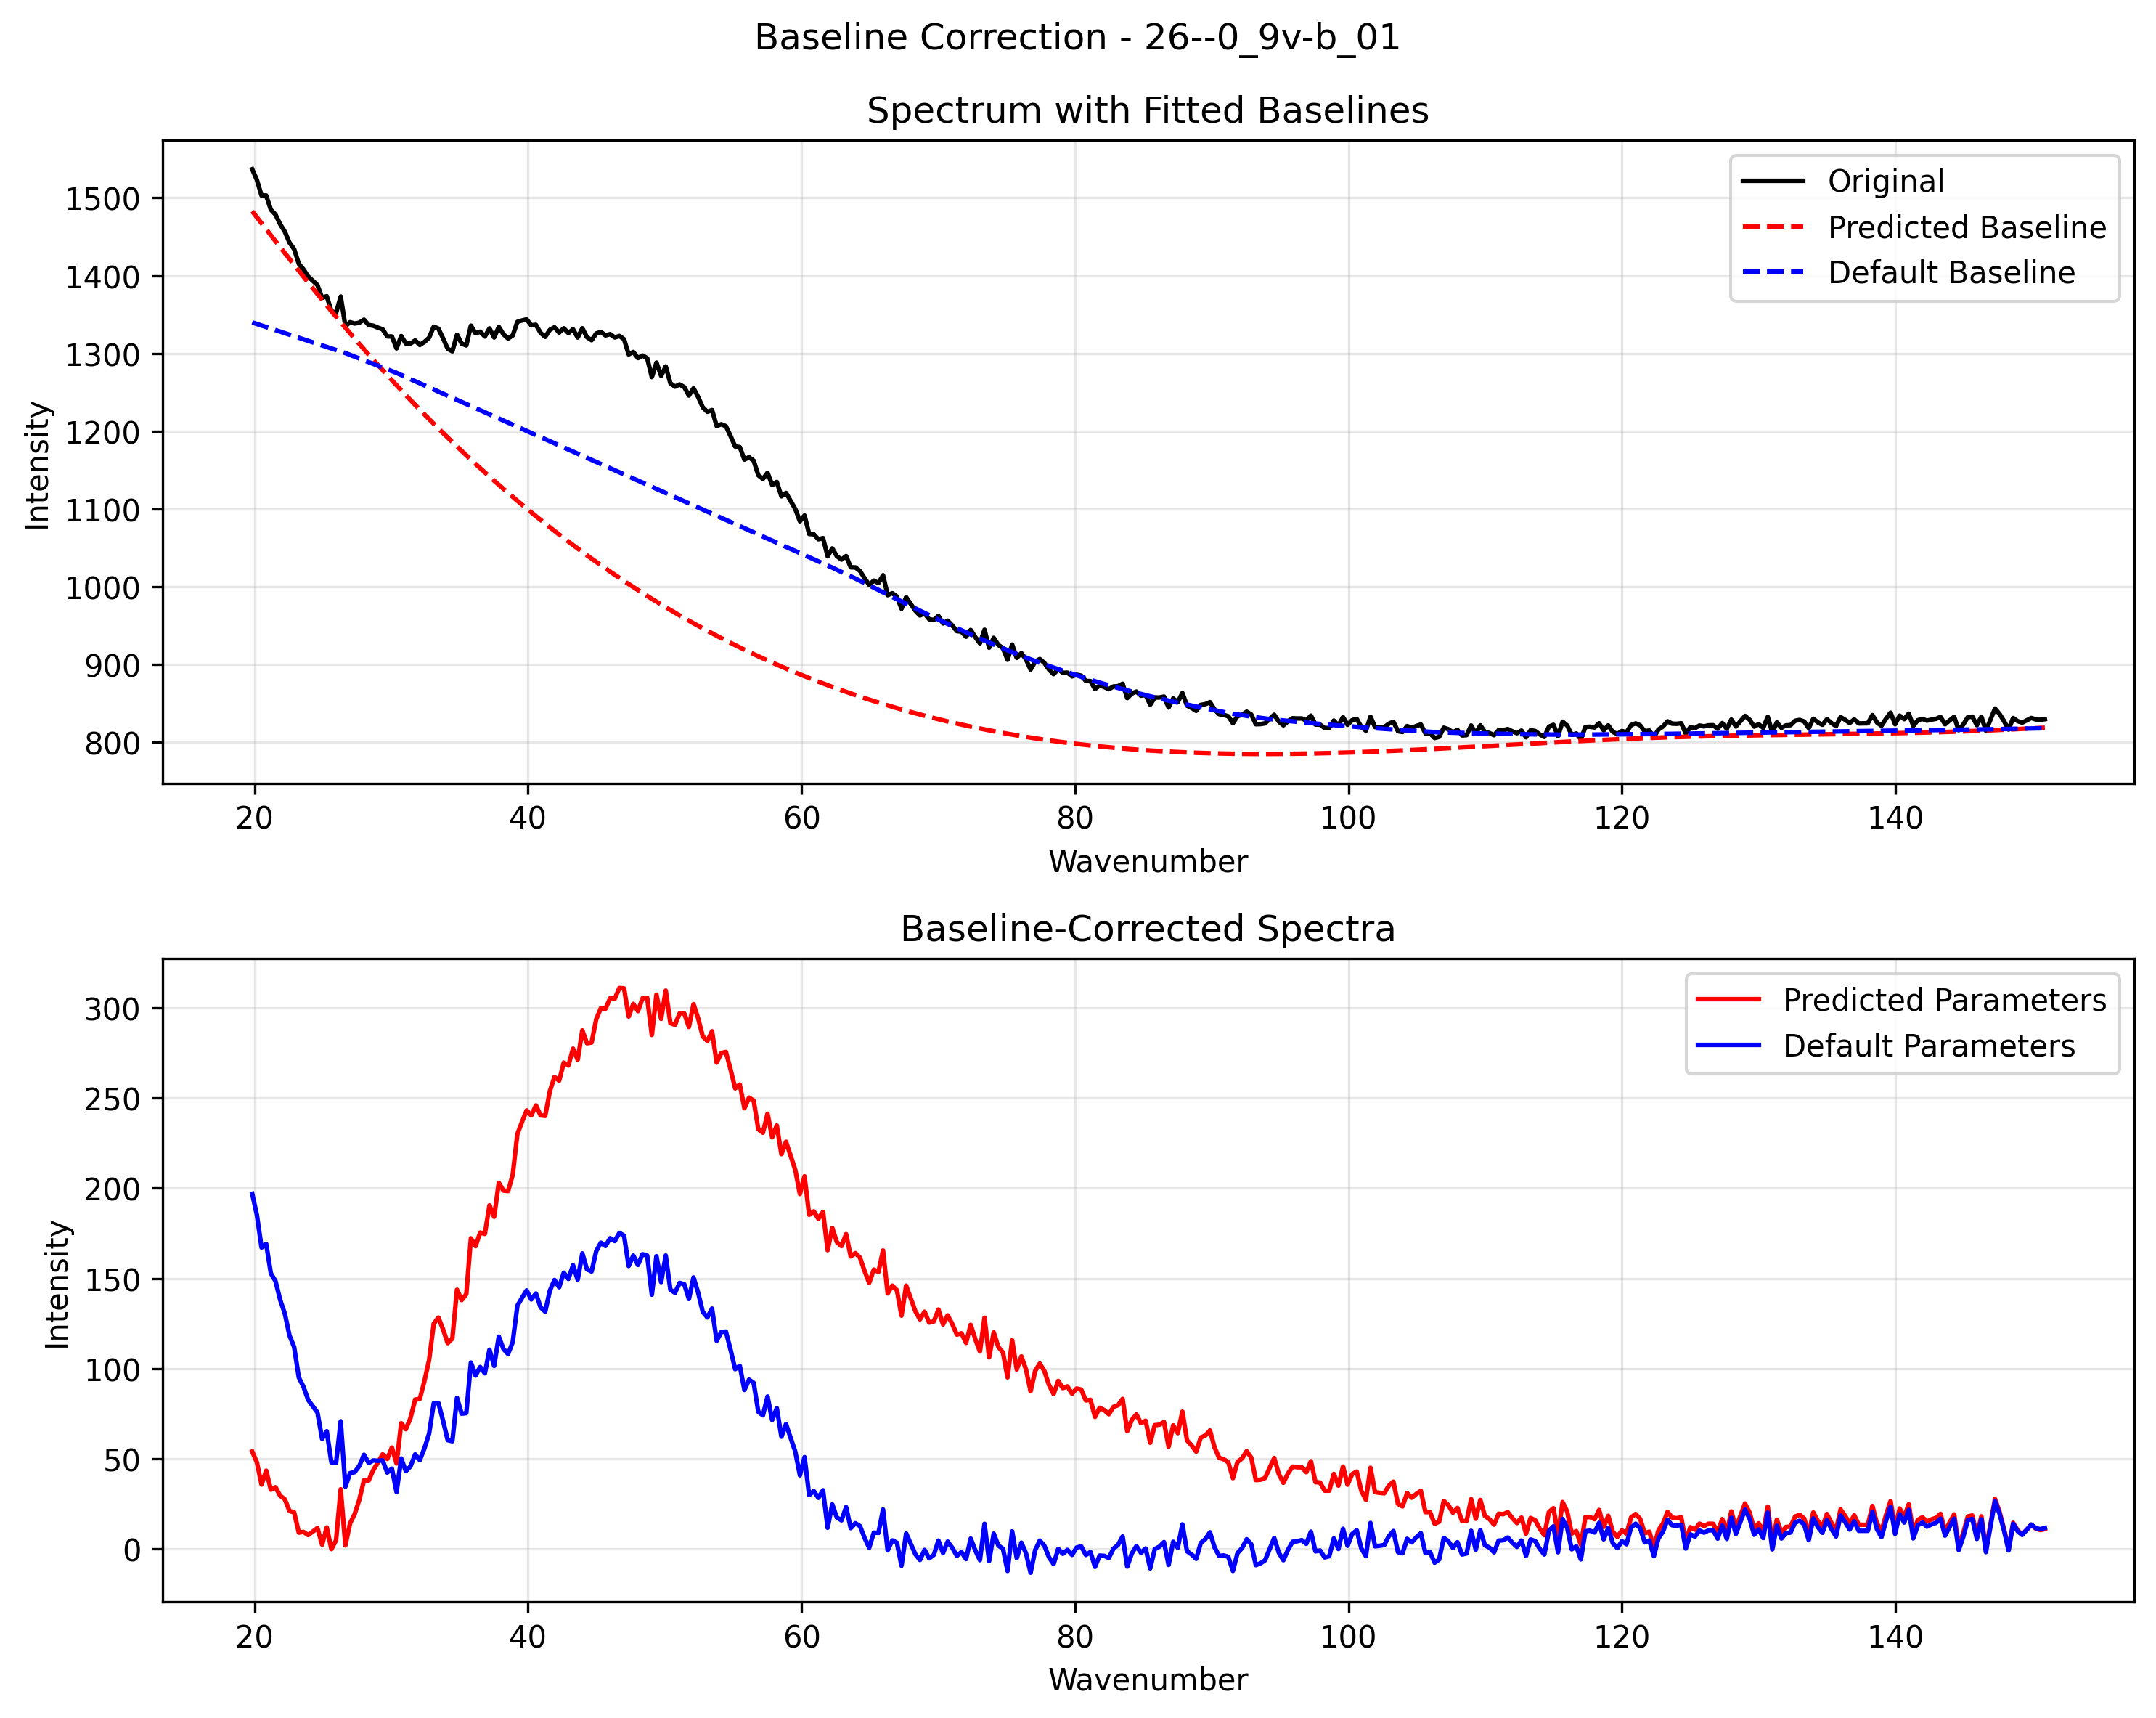 Baseline Correction - 26--0_9v-b_01
Spectrum with Fitted Baselines
Original
Predicted Baseline
Default Baseline
Intensity
1500
1400
1300
1200
1100
1000
900
800
20 40 60 80 100 120 140
Wavenumber
Baseline-Corrected Spectra
Predicted Parameters
Default Parameters
Intensity
300
250
200
150
100
50
0
20 40 60 80 100 120 140
Wavenumber